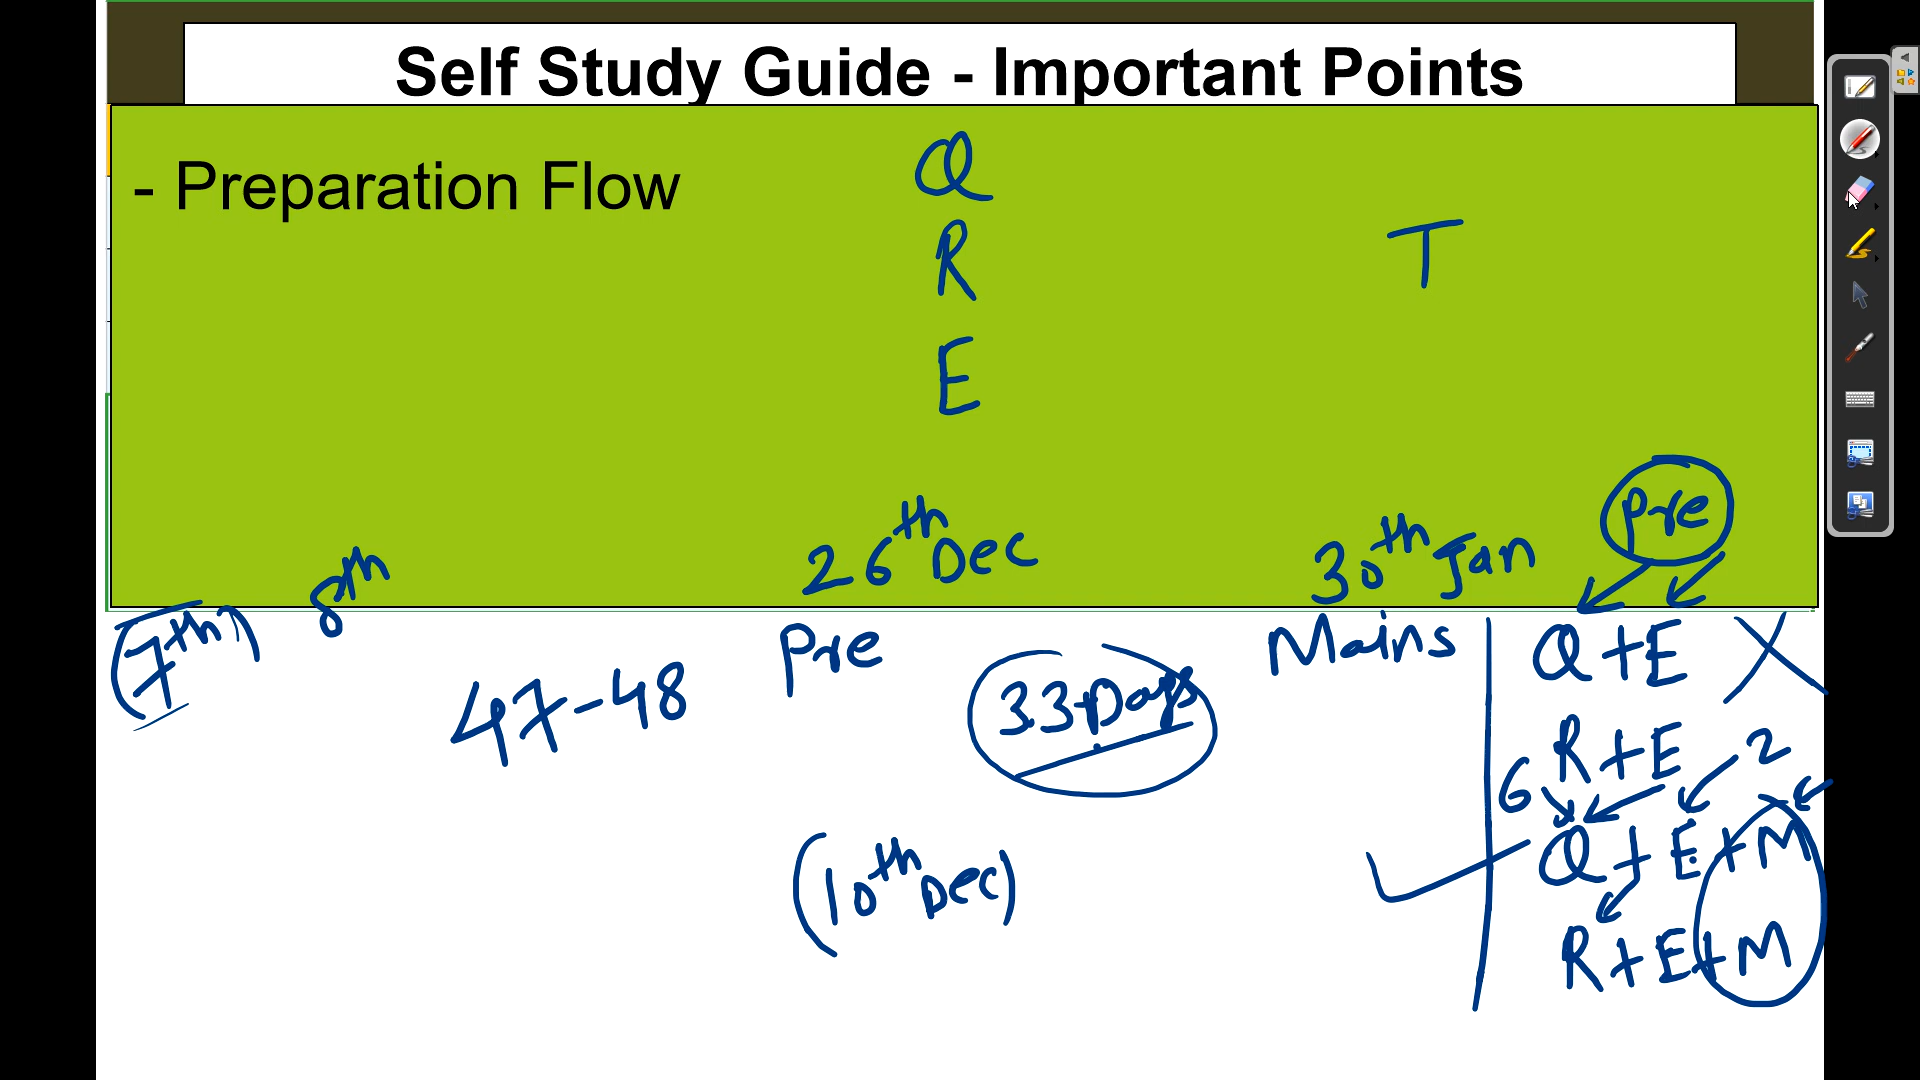 Self Study Guide - Important Points
- Preparation Flow
Q
R
T
E
Pre
(7th)
8th
26th Dec
30th Jan
Pre
Mains
47-48
33 Days
Q+E
R+E
2
6
Q+E+M
(10th Dec)
R+E+M